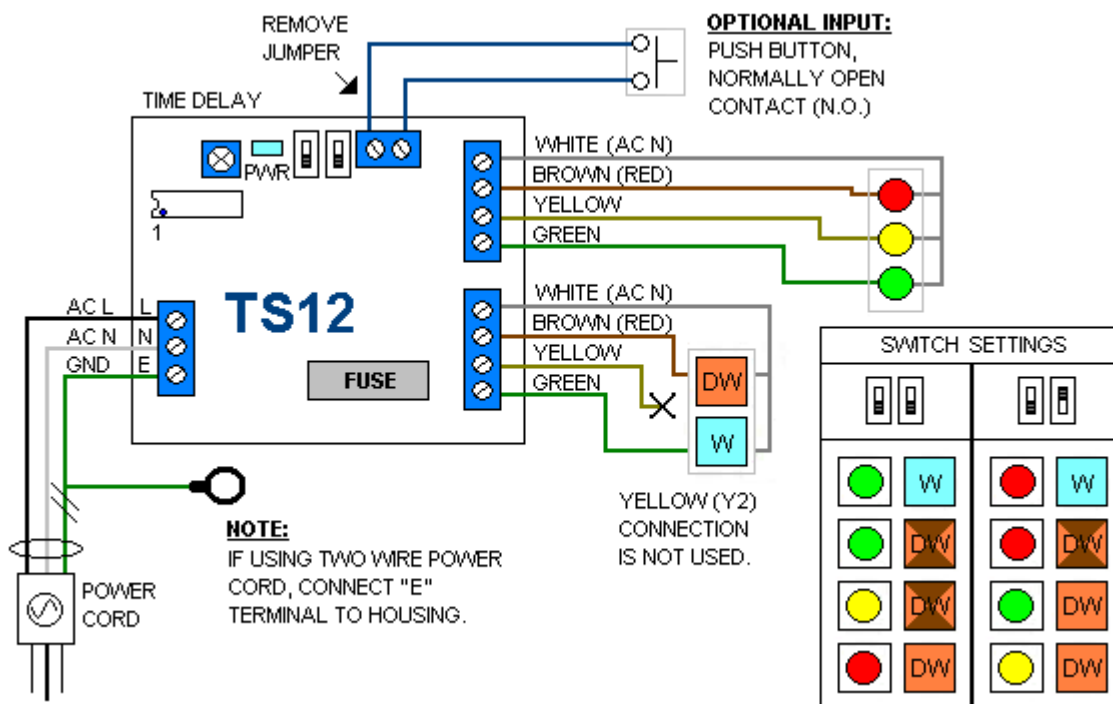 REMOVE
JUMPER
OPTIONAL INPUT:
PUSH BUTTON,
NORMALLY OPEN
CONTACT (N.O.)
TIME DELAY
PWR
1
WHITE (AC N)
BROWN (RED)
YELLOW
GREEN
TS12
FUSE
AC L L
AC N N
GND E
WHITE (AC N)
BROWN (RED)
YELLOW
GREEN
DW
W
YELLOW (Y2)
CONNECTION
IS NOT USED.
NOTE:
IF USING TWO WIRE POWER
CORD, CONNECT "E"
TERMINAL TO HOUSING.
POWER
CORD
SWITCH SETTINGS
W W
DW DW
DW DW
DW DW